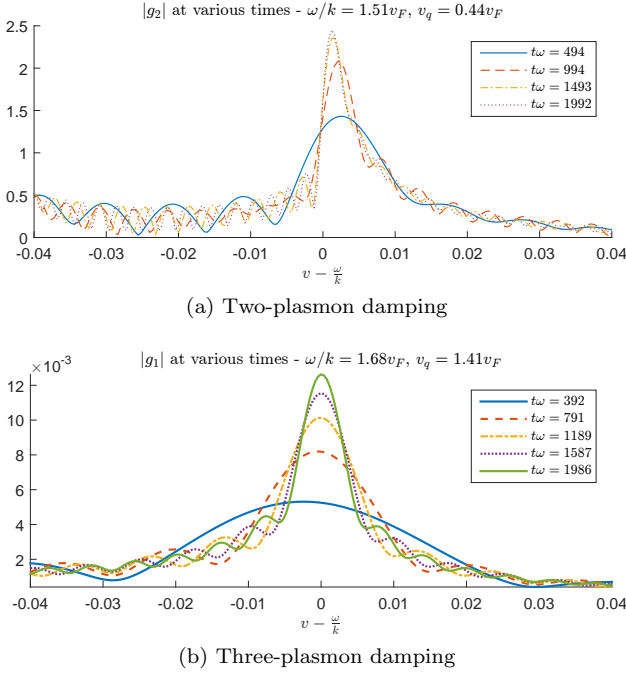 |g₂| at various times - ω/k = 1.51v_F, v_q = 0.44v_F
2.5
2
1.5
1
0.5
0
tω = 494
tω = 994
tω = 1493
tω = 1992
-0.04 -0.03 -0.02 -0.01 0 0.01 0.02 0.03 0.04
v − ω/k
(a) Two-plasmon damping
|g₁| at various times - ω/k = 1.68v_F, v_q = 1.41v_F
×10⁻³
12
10
8
6
4
2
tω = 392
tω = 791
tω = 1189
tω = 1587
tω = 1986
-0.04 -0.03 -0.02 -0.01 0 0.01 0.02 0.03 0.04
v − ω/k
(b) Three-plasmon damping